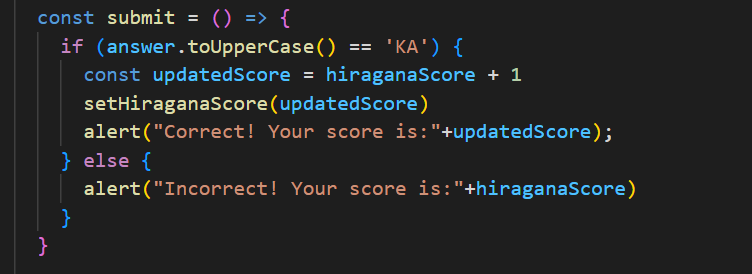 const submit = () => {
  if (answer.toUpperCase() == 'KA') {
    const updatedScore = hiraganaScore + 1
    setHiraganaScore(updatedScore)
    alert("Correct! Your score is:"+updatedScore);
  } else {
    alert("Incorrect! Your score is:"+hiraganaScore)
  }
}